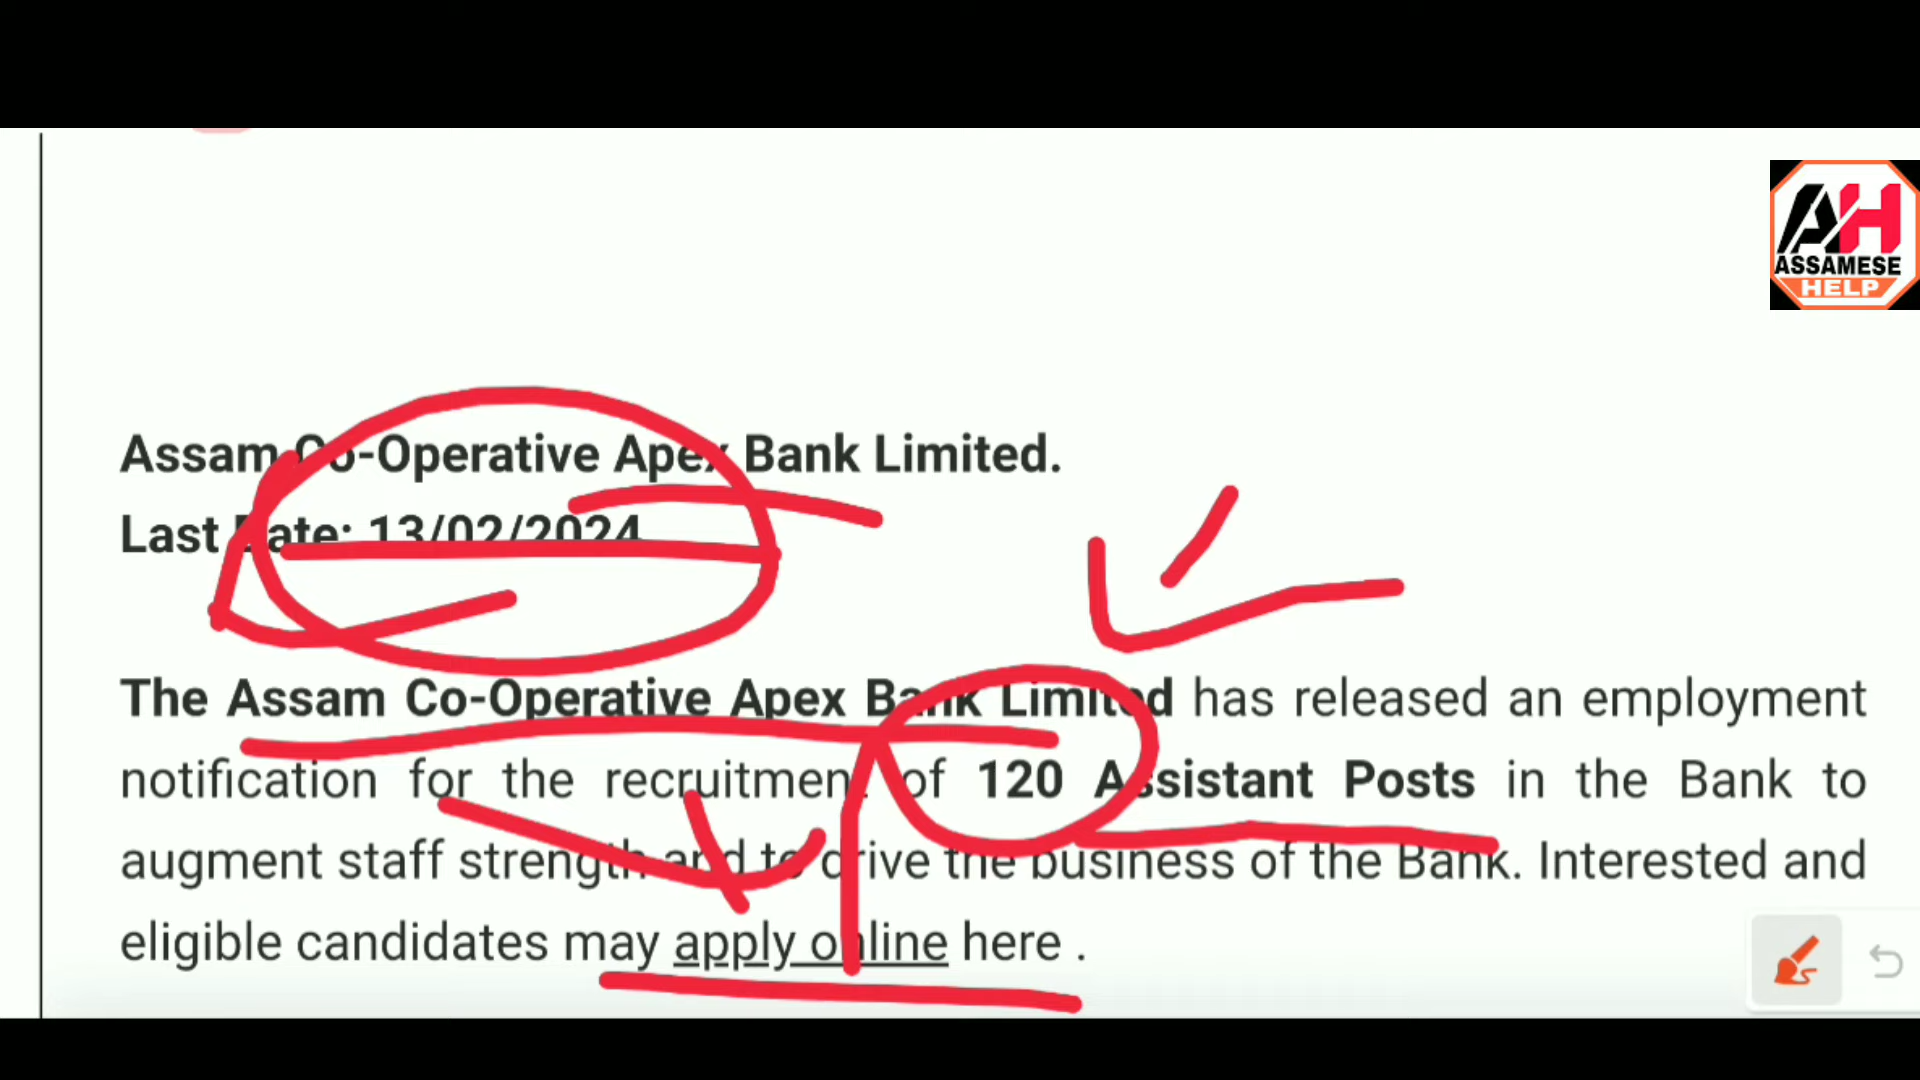 AH
ASSAMESE
HELP
Assam Co-Operative Apex Bank Limited.
Last Date: 13/02/2024
The Assam Co-Operative Apex Bank Limited has released an employment
notification for the recruitment of 120 Assistant Posts in the Bank to
augment staff strength and to drive the business of the Bank. Interested and
eligible candidates may apply online here .